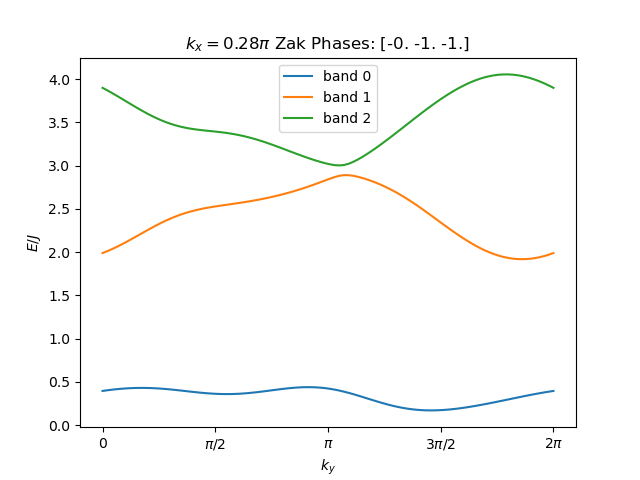 k_x = 0.28π Zak Phases: [-0. -1. -1.]
band 0
band 1
band 2
E/J
4.0
3.5
3.0
2.5
2.0
1.5
1.0
0.5
0.0
0 π/2 π 3π/2 2π
k_y